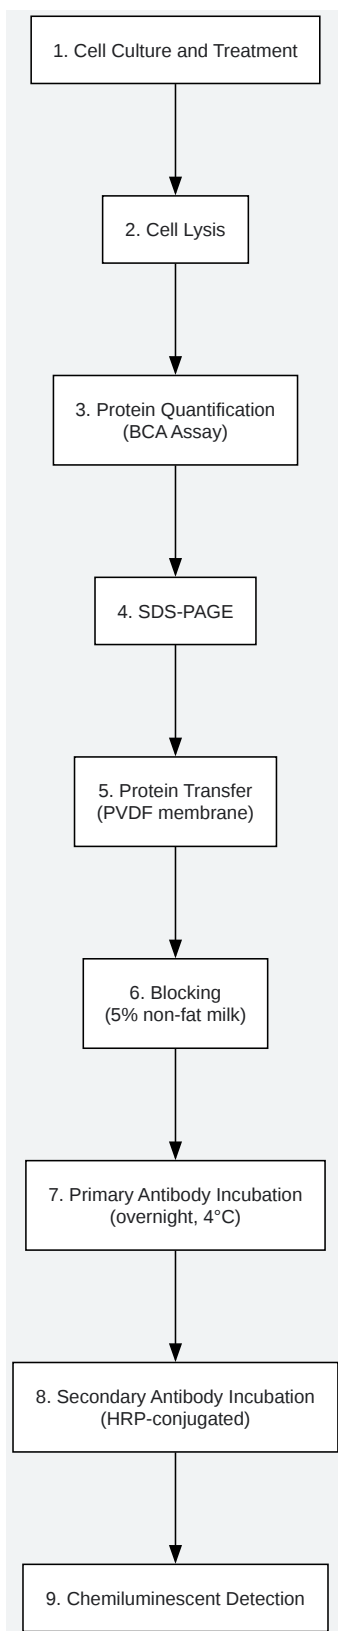 1. Cell Culture and Treatment
2. Cell Lysis
3. Protein Quantification
(BCA Assay)
4. SDS-PAGE
5. Protein Transfer
(PVDF membrane)
6. Blocking
(5% non-fat milk)
7. Primary Antibody Incubation
(overnight, 4°C)
8. Secondary Antibody Incubation
(HRP-conjugated)
9. Chemiluminescent Detection